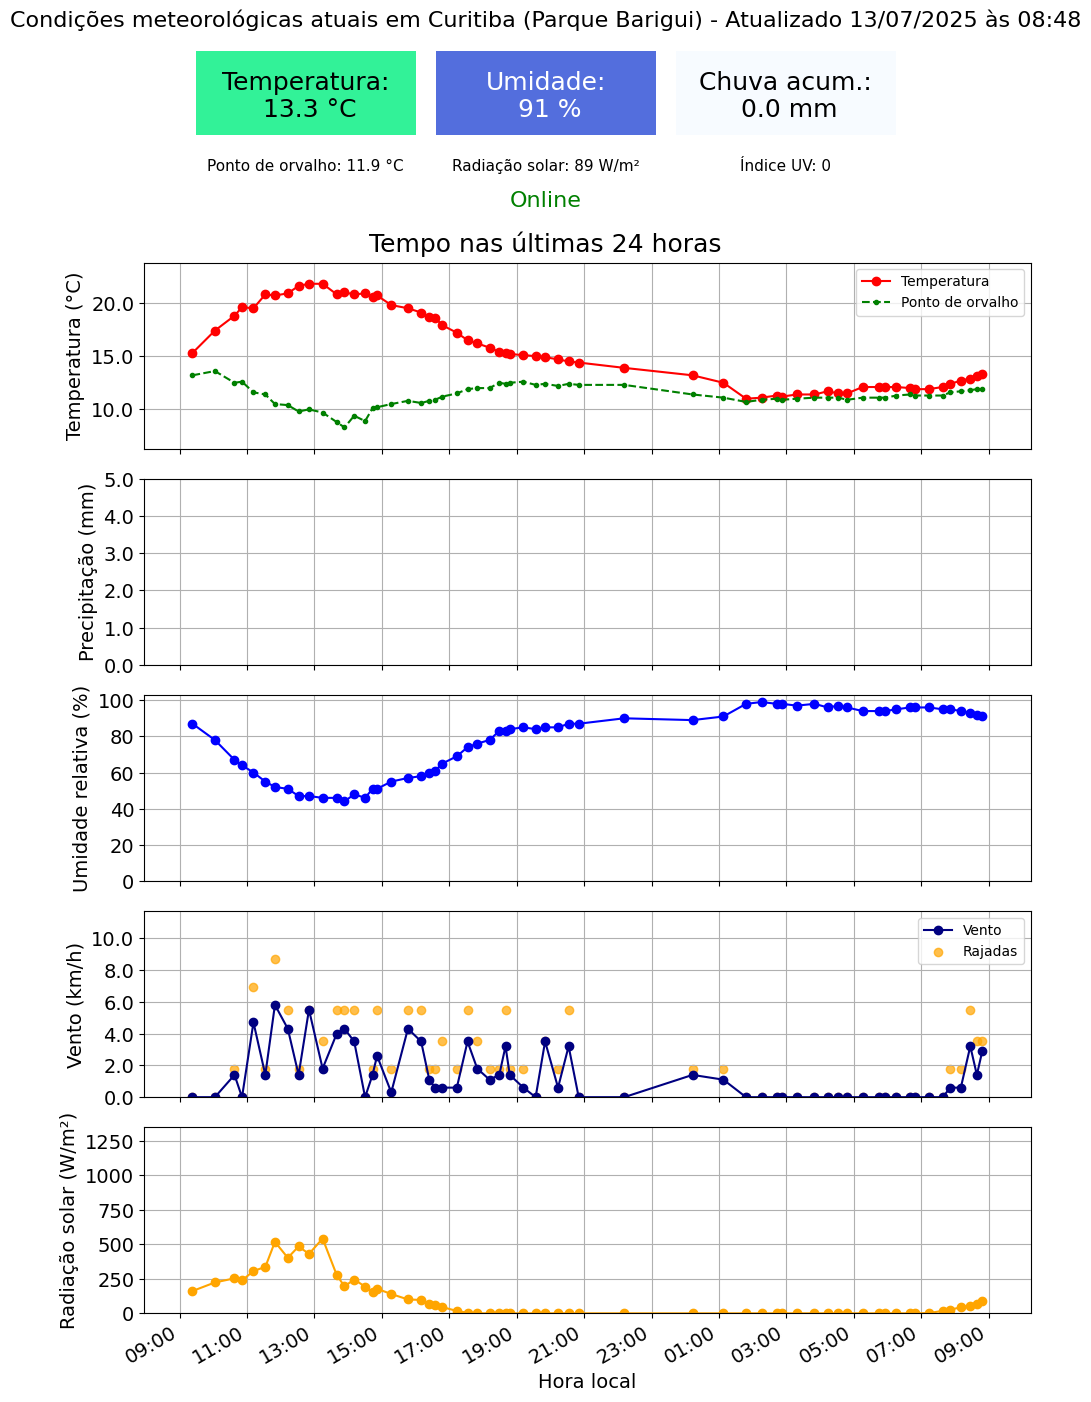 Condições meteorológicas atuais em Curitiba (Parque Barigui) - Atualizado 13/07/2025 às 08:48
Temperatura:
13.3 °C
Umidade:
91 %
Chuva acum.:
0.0 mm
Ponto de orvalho: 11.9 °C
Radiação solar: 89 W/m²
Índice UV: 0
Online
Tempo nas últimas 24 horas
Temperatura (°C)
20.0
15.0
10.0
Temperatura
Ponto de orvalho
Precipitação (mm)
5.0
4.0
3.0
2.0
1.0
0.0
Umidade relativa (%)
100
80
60
40
20
0
Vento (km/h)
10.0
8.0
6.0
4.0
2.0
0.0
Vento
Rajadas
Radiação solar (W/m²)
1250
1000
750
500
250
0
09:00
11:00
13:00
15:00
17:00
19:00
21:00
23:00
01:00
03:00
05:00
07:00
09:00
Hora local